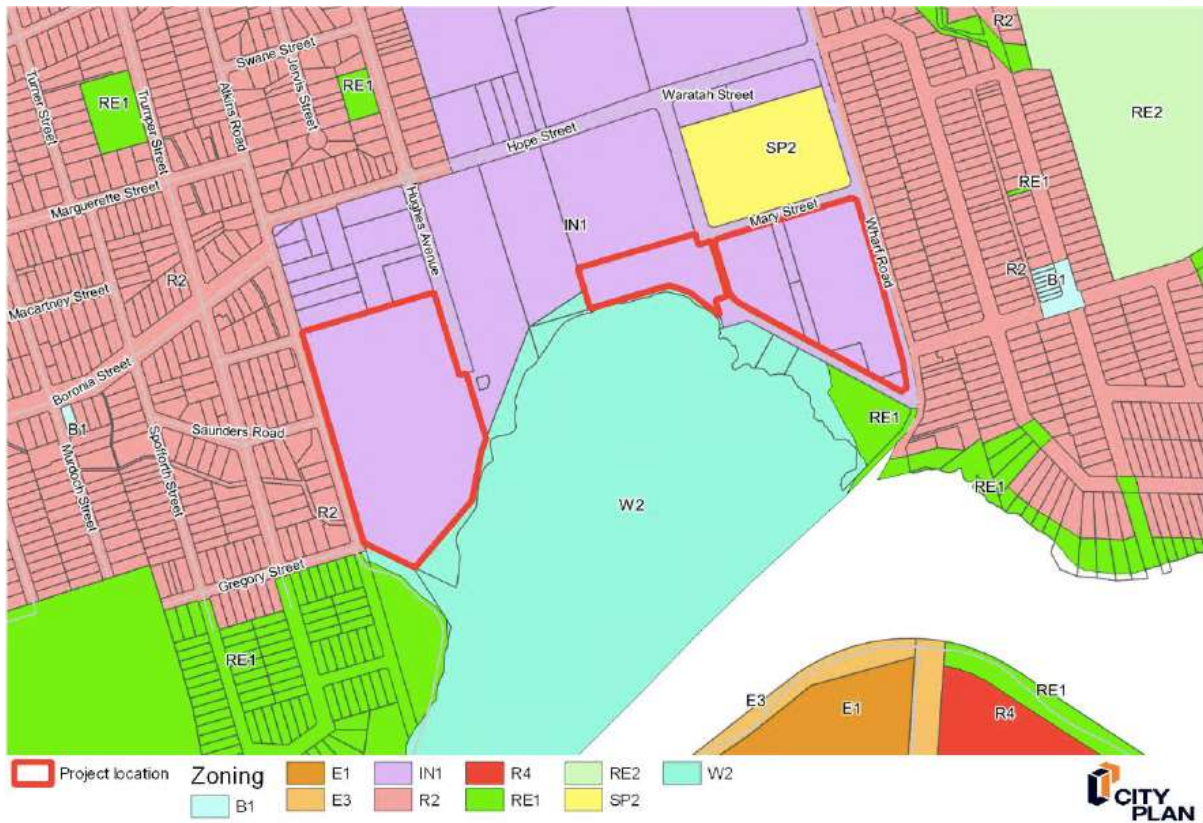 Swane Street
R2
Turner Street
Trumper Street
Atkins Road
Jervis Street
RE1
RE1
Waratah Street
RE2
Hope Street
SP2
Marguerette Street
RE1
Hughes Avenue
Mary Street
IN1
Wharf Road
R2
R2
B1
Macartney Street
Boronia Street
B1
Saunders Road
RE1
Murdoch Street
Spofforth Street
RE1
R2
W2
Gregory Street
RE1
E3
E1
R4
RE1
Project location
Zoning
E1
IN1
R4
RE2
W2
B1
E3
R2
RE1
SP2
CITY
PLAN